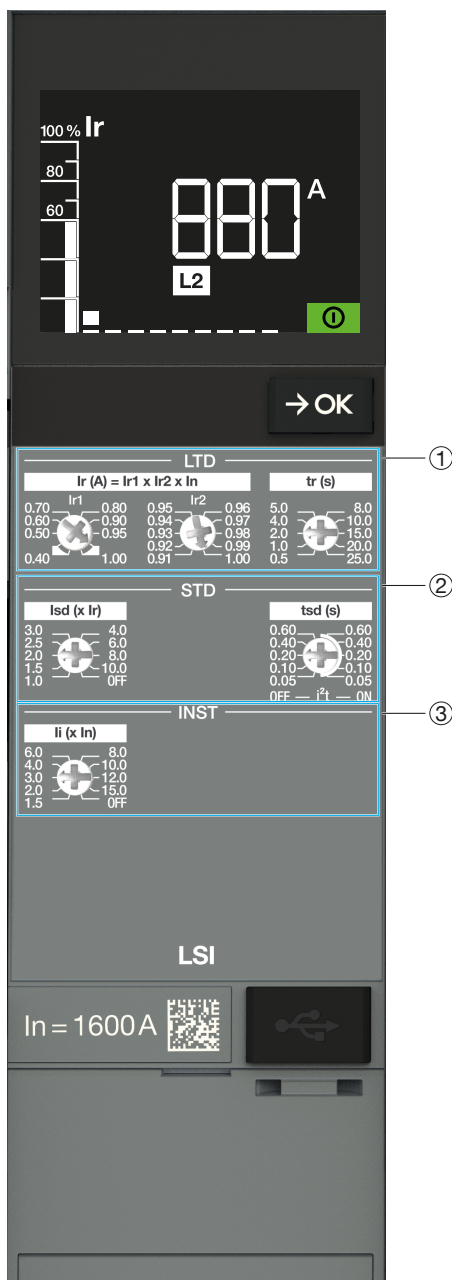 100 % Ir
80
60
880 A
L2
→ OK
1
LTD
Ir (A) = Ir1 x Ir2 x In tr (s)
Ir1 Ir2
0.70 0.80 0.95 0.96 5.0 8.0
0.60 0.90 0.94 0.97 4.0 10.0
0.50 0.95 0.93 0.98 2.0 15.0
0.92 0.99 1.0 20.0
0.40 1.00 0.91 1.00 0.5 25.0
2
STD
Isd (x Ir) tsd (s)
3.0 4.0 0.60 0.60
2.5 6.0 0.40 0.40
2.0 8.0 0.20 0.20
1.5 10.0 0.10 0.10
1.0 OFF 0.05 0.05
OFF — i²t — ON
3
INST
Ii (x In)
6.0 8.0
4.0 10.0
3.0 12.0
2.0 15.0
1.5 OFF
LSI
In = 1600 A